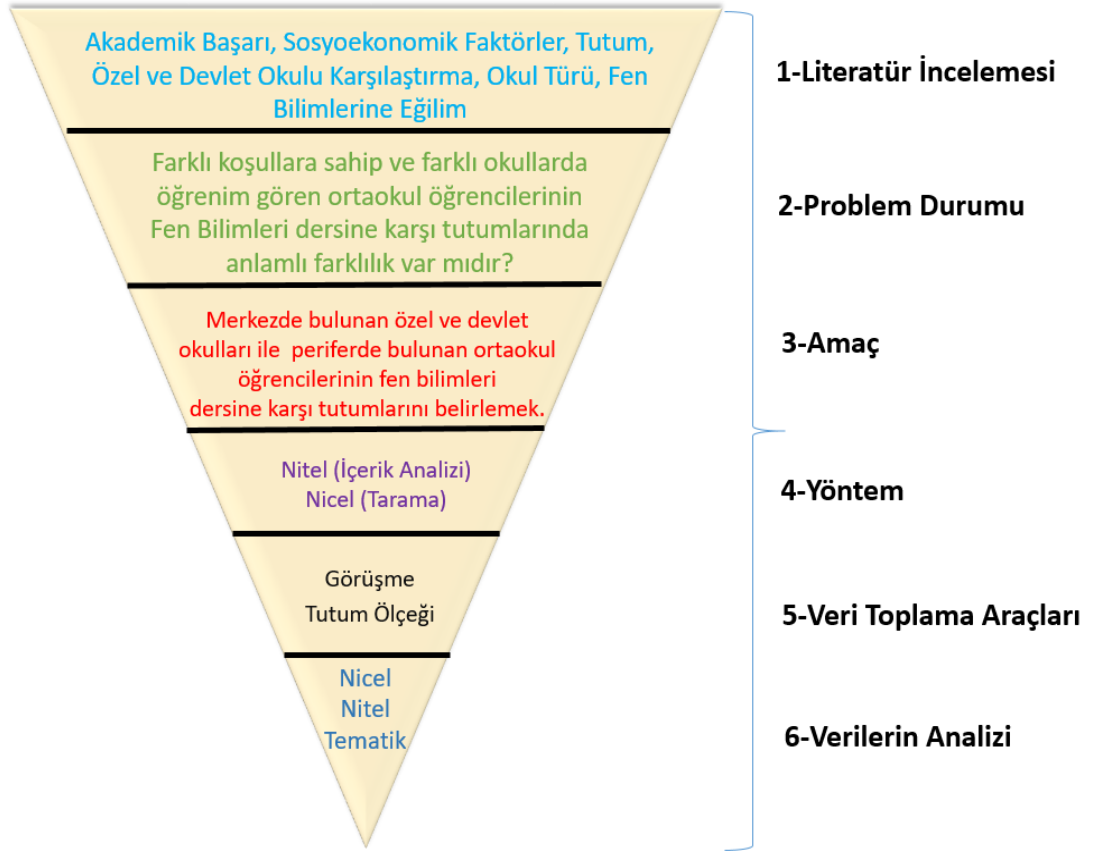 Akademik Başarı, Sosyoekonomik Faktörler, Tutum,
Özel ve Devlet Okulu Karşılaştırma, Okul Türü, Fen
Bilimlerine Eğilim
1-Literatür İncelemesi
Farklı koşullara sahip ve farklı okullarda
öğrenim gören ortaokul öğrencilerinin
Fen Bilimleri dersine karşı tutumlarında
anlamlı farklılık var mıdır?
2-Problem Durumu
Merkezde bulunan özel ve devlet
okulları ile periferde bulunan ortaokul
öğrencilerinin fen bilimleri
dersine karşı tutumlarını belirlemek.
3-Amaç
Nitel (İçerik Analizi)
Nicel (Tarama)
4-Yöntem
Görüşme
Tutum Ölçeği
5-Veri Toplama Araçları
Nicel
Nitel
Tematik
6-Verilerin Analizi